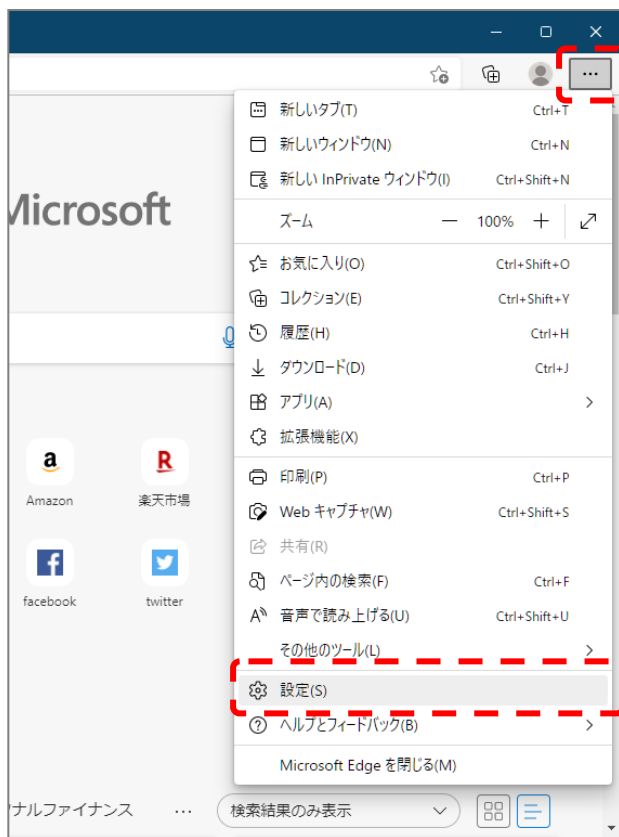 新しいタブ(T) Ctrl+T
新しいウィンドウ(N) Ctrl+N
新しい InPrivate ウィンドウ(I) Ctrl+Shift+N
Microsoft
ズーム 100%
お気に入り(O) Ctrl+Shift+O
コレクション(E) Ctrl+Shift+Y
履歴(H) Ctrl+H
ダウンロード(D) Ctrl+J
アプリ(A)
拡張機能(X)
a
R
Amazon
楽天市場
印刷(P) Ctrl+P
Web キャプチャ(W) Ctrl+Shift+S
共有(R)
ページ内の検索(F) Ctrl+F
facebook
twitter
音声で読み上げる(U) Ctrl+Shift+U
その他のツール(L)
設定(S)
ヘルプとフィードバック(B)
Microsoft Edge を閉じる(M)
ナルファイナンス … 検索結果のみ表示